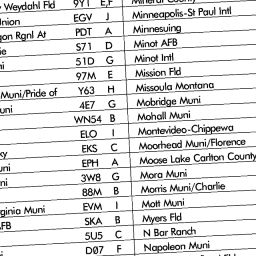 Weydahl Fld 9Y1 E,F Mineral County
Union EGV J Minneapolis-St Paul Intl
Rgnl At PDT A Minnesuing
S71 D Minot AFB
51D G Minot Intl
97M E Mission Fld
Muni/Pride of Y63 H Missoula Montana
Muni 4E7 G Mobridge Muni
WN54 B Mohall Muni
ELO I Montevideo-Chippewa
ky EKS C Moorhead Muni/Florence
uni EPH A Moose Lake Carlton County
ni 3W8 G Mora Muni
88M B Morris Muni/Charlie
ginia Muni EVM I Mott Muni
AFB SKA B Myers Fld
5U5 C N Bar Ranch
D07 F Napoleon Muni